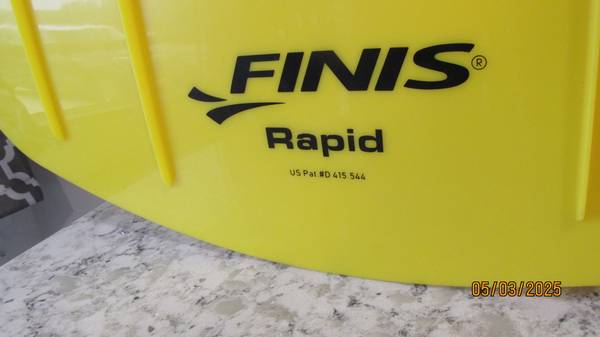 FINIS®
Rapid
US Pat.#D 415.544
05/03/2025